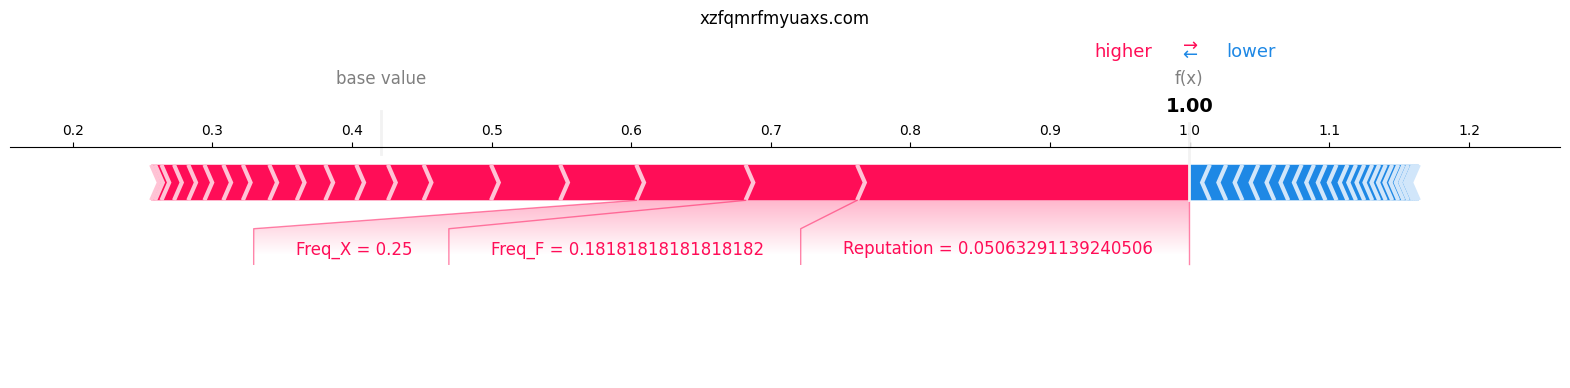 xzfqmrfmyuaxs.com
higher → ← lower
base value f(x)
1.00
0.2 0.3 0.4 0.5 0.6 0.7 0.8 0.9 1.0 1.1 1.2
Freq_X = 0.25 Freq_F = 0.18181818181818182 Reputation = 0.05063291139240506